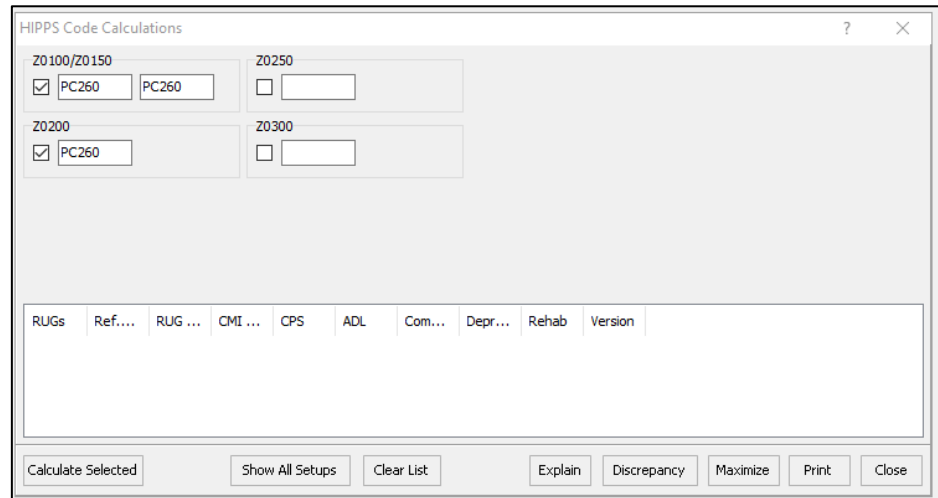 HIPPS Code Calculations ?
Z0100/Z0150 Z0250
PC260 PC260
Z0200 Z0300
PC260
RUGs Ref.... RUG ... CMI ... CPS ADL Com... Depr... Rehab Version
Calculate Selected Show All Setups Clear List Explain Discrepancy Maximize Print Close